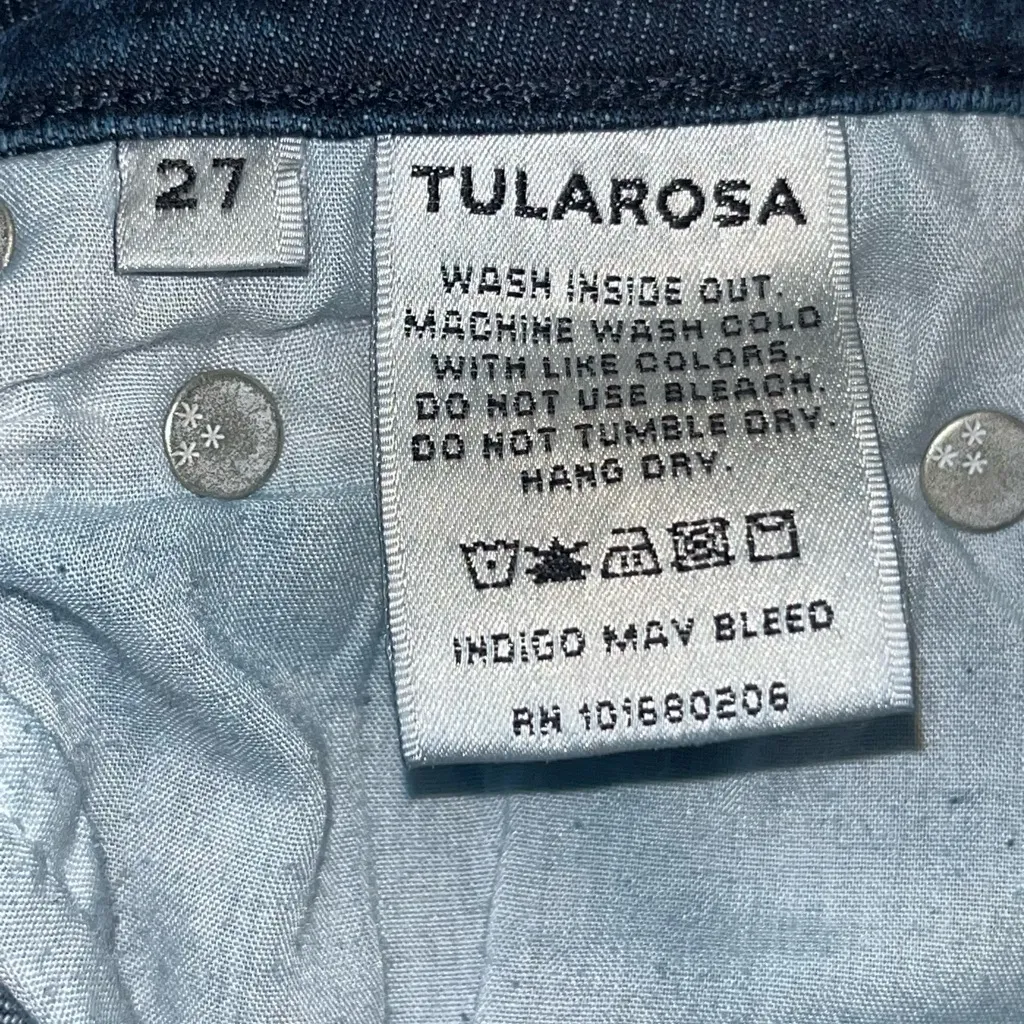 27
TULAROSA
WASH INSIDE OUT.
MACHINE WASH COLD
WITH LIKE COLORS.
DO NOT USE BLEACH.
DO NOT TUMBLE DRY.
HANG DRY.
INDIGO MAY BLEED
RN 101680206